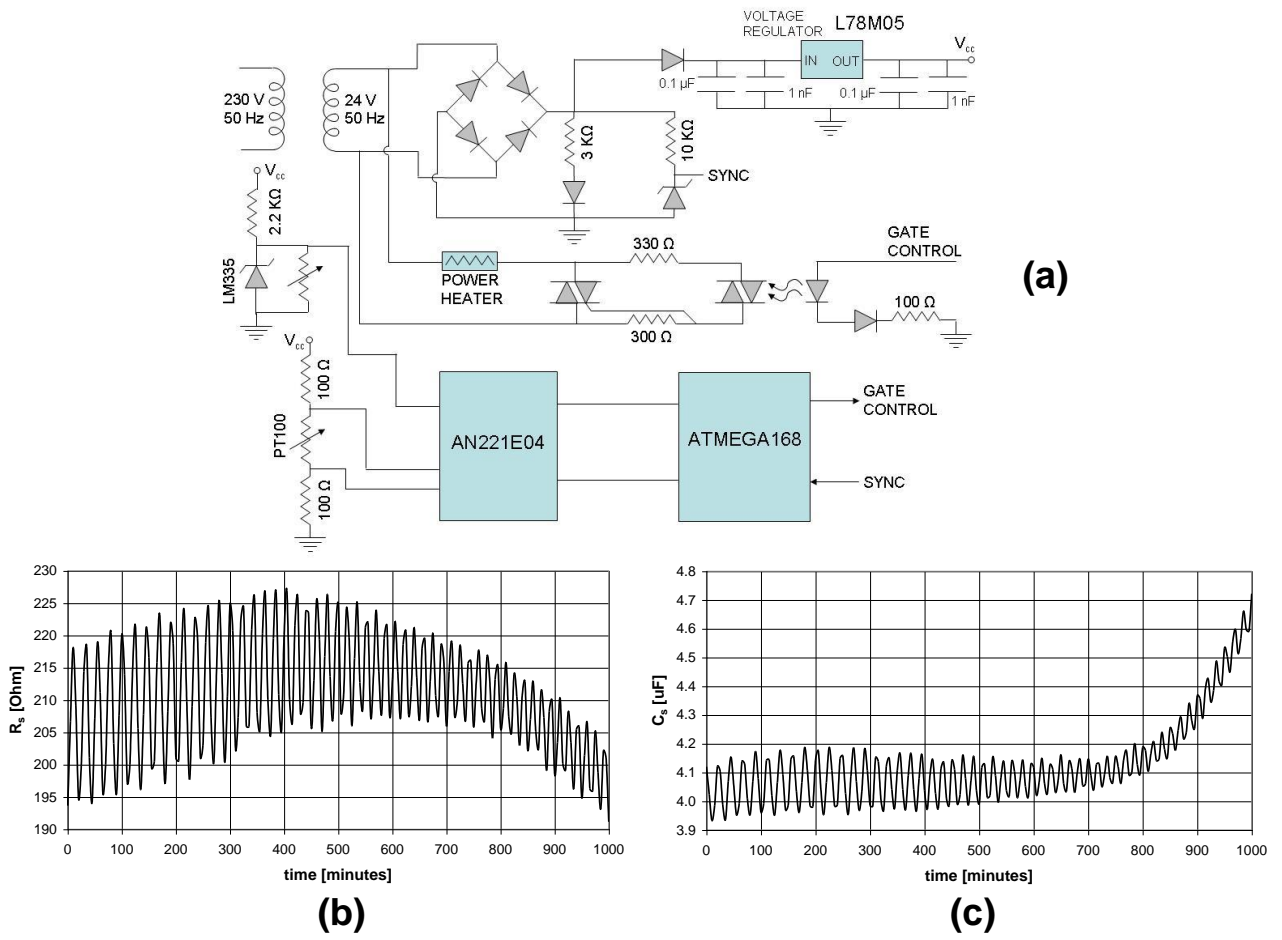 VOLTAGE
REGULATOR
L78M05
IN OUT
V_cc
0.1 µF
1 nF
0.1 µF
1 nF
230 V
50 Hz
24 V
50 Hz
3 KΩ
10 KΩ
SYNC
V_cc
2.2 KΩ
LM335
POWER
HEATER
330 Ω
300 Ω
GATE
CONTROL
100 Ω
(a)
V_cc
100 Ω
PT100
100 Ω
AN221E04
ATMEGA168
GATE
CONTROL
SYNC
230
225
220
215
210
205
200
195
190
R_s [Ohm]
0 100 200 300 400 500 600 700 800 900 1000
time [minutes]
(b)
4.8
4.7
4.6
4.5
4.4
4.3
4.2
4.1
4.0
3.9
C_s [uF]
0 100 200 300 400 500 600 700 800 900 1000
time [minutes]
(c)